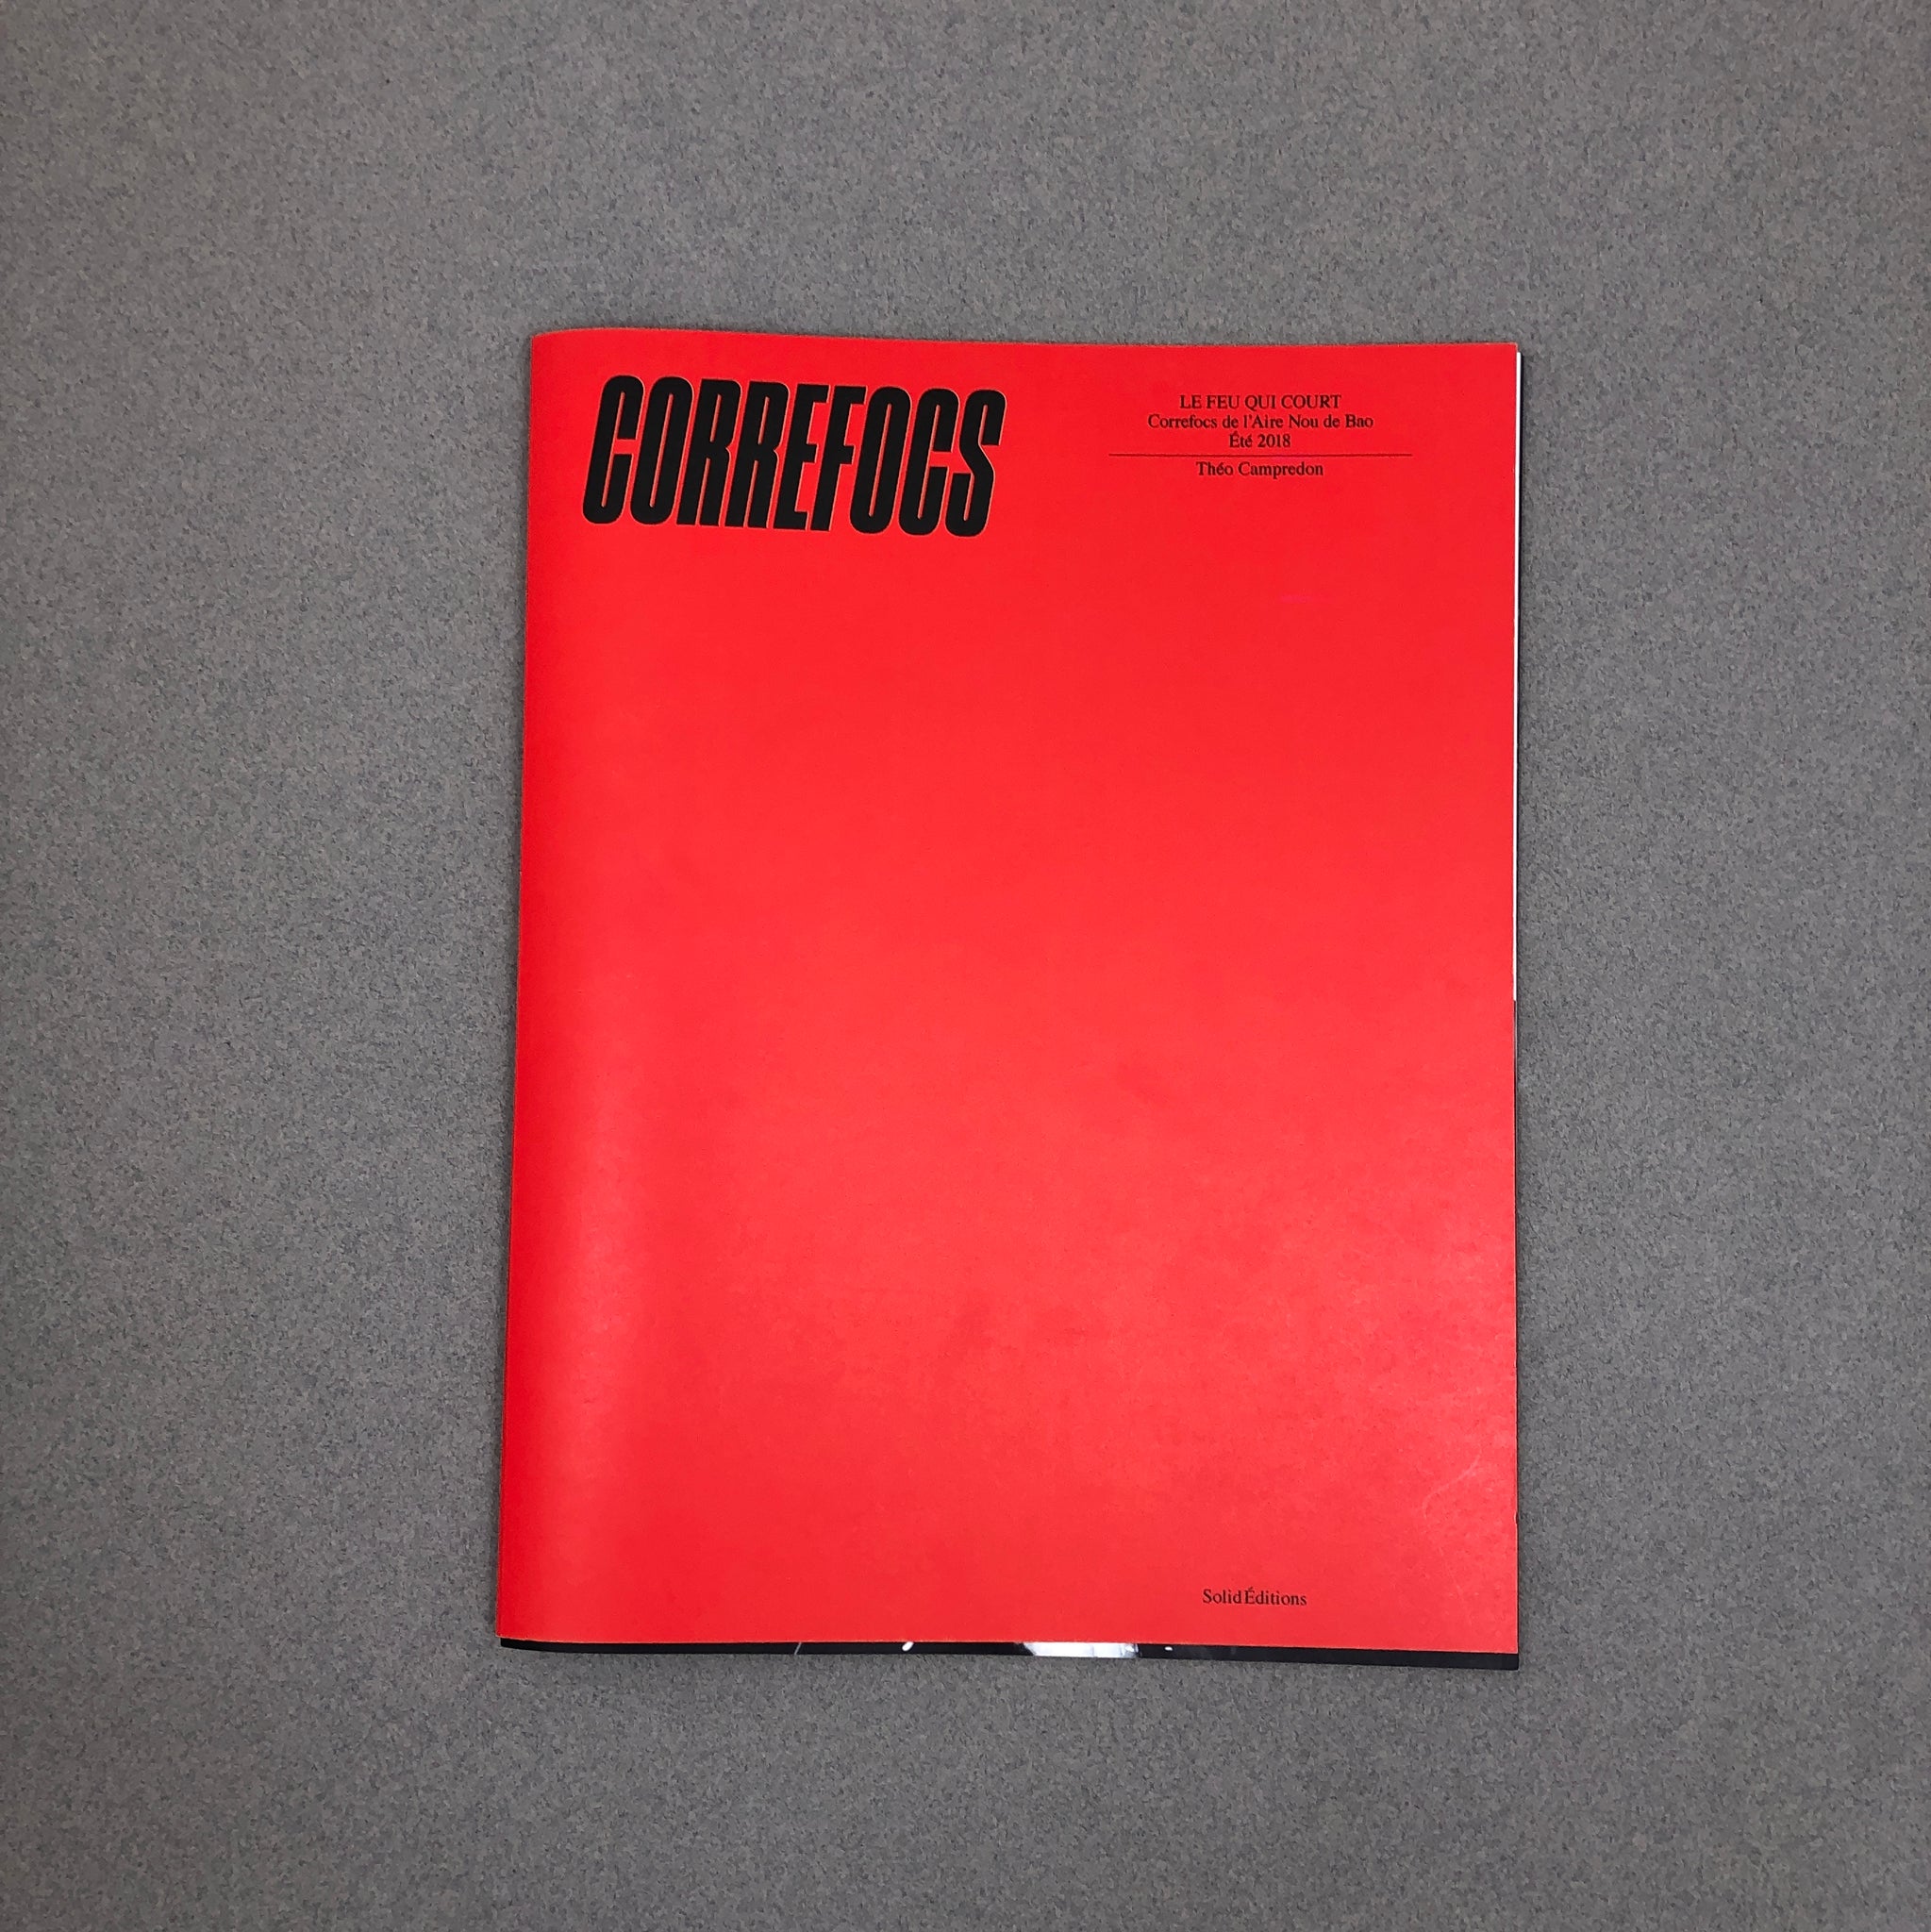 CORREFOCS
LE FEU QUI COURT
Correfocs de l'Aire Nou de Bao
Été 2018
Théo Campredon
Solid Éditions